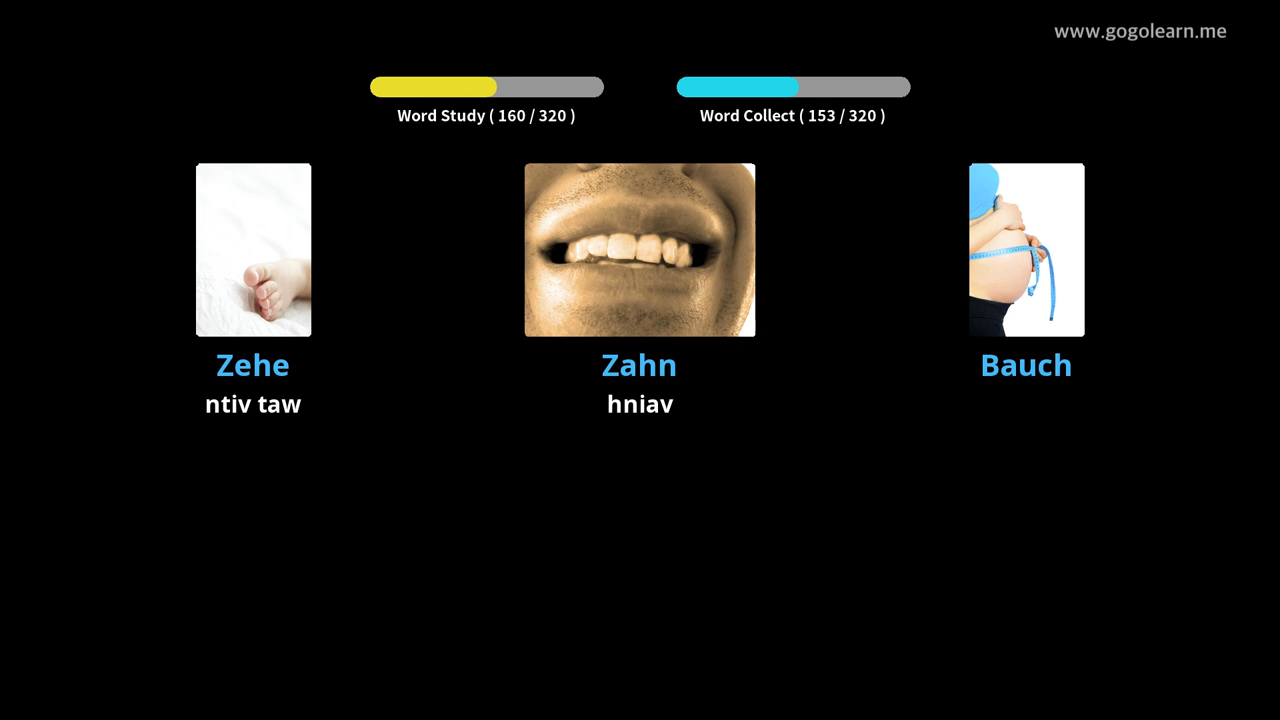 www.gogolearn.me
Word Study ( 160 / 320 )
Word Collect ( 153 / 320 )
Zehe
ntiv taw
Zahn
hniav
Bauch